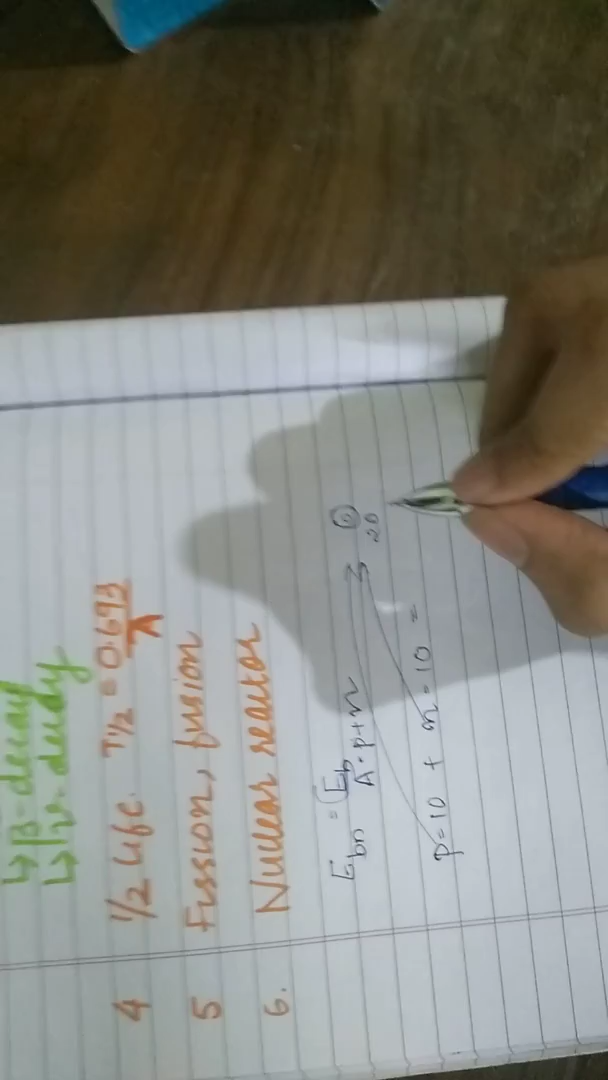 ↳ β-decay
↳ γ-decay
4 1/2 life. T1/2 = 0.693/λ
5 Fission, fusion
6. Nuclear reactor
Ebn = Eb / A = p+n
20
p=10 + n=10 =